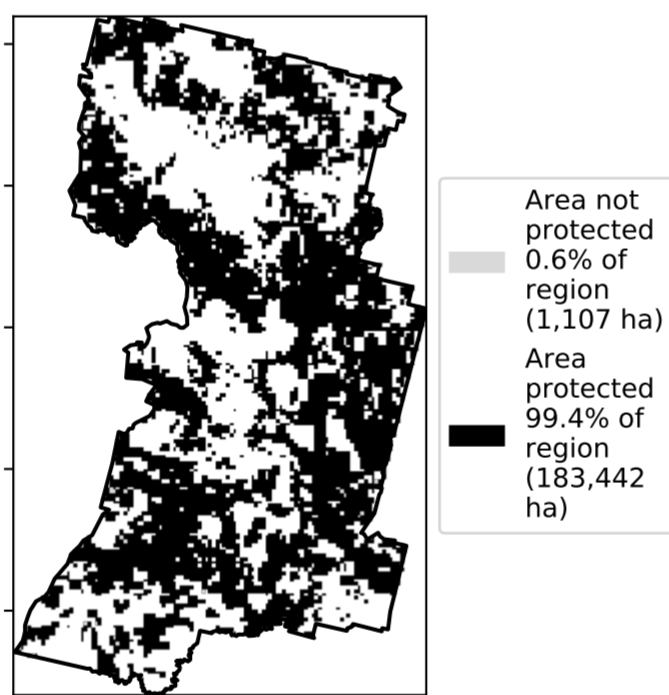 Area not
protected
0.6% of
region
(1,107 ha)
Area
protected
99.4% of
region
(183,442
ha)